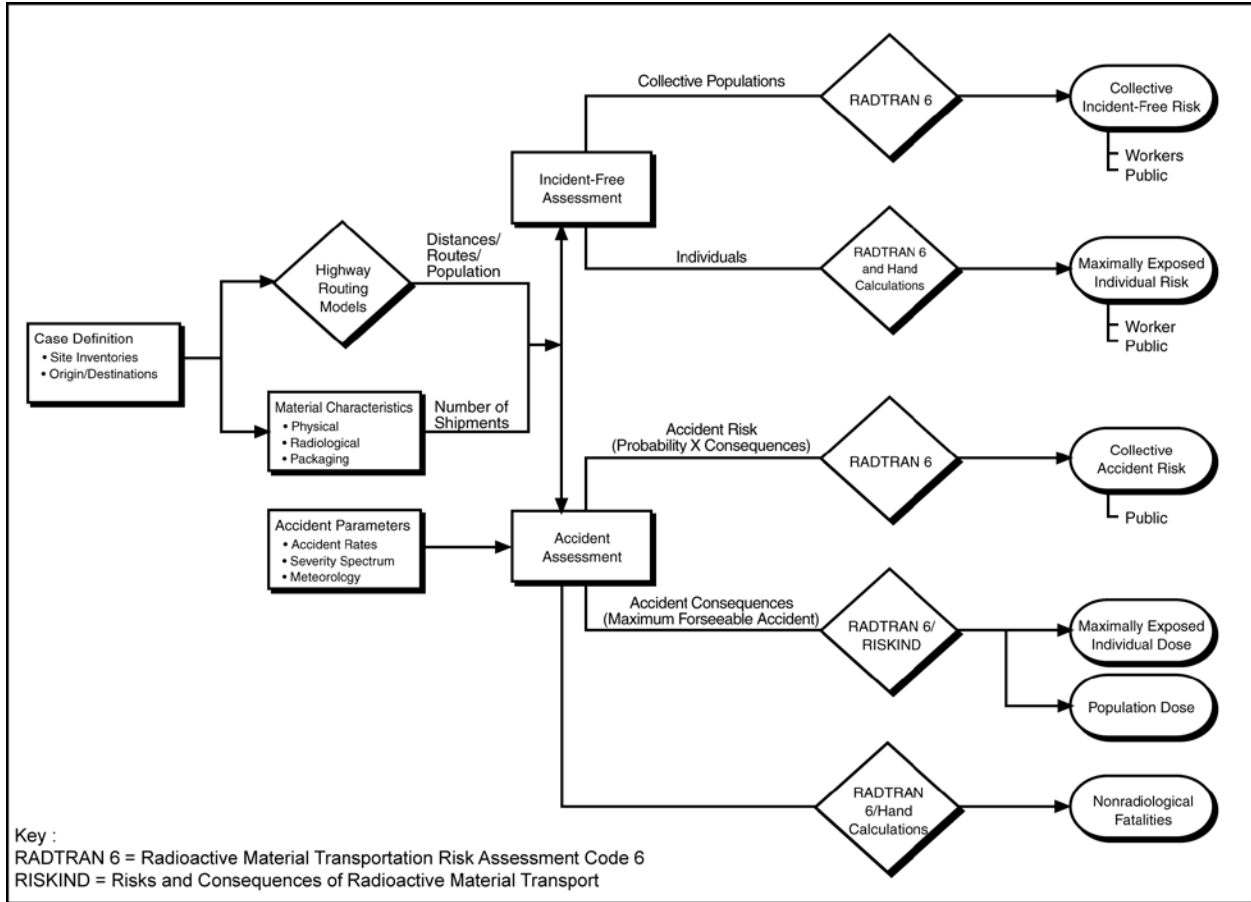 Collective Populations
RADTRAN 6
Collective
Incident-Free Risk
Workers
Public
Incident-Free
Assessment
Individuals
RADTRAN 6
and Hand
Calculations
Maximally Exposed
Individual Risk
Worker
Public
Highway
Routing
Models
Distances/
Routes/
Population
Case Definition
• Site Inventories
• Origin/Destinations
Material Characteristics
• Physical
• Radiological
• Packaging
Number of
Shipments
Accident Risk
(Probability X Consequences)
RADTRAN 6
Collective
Accident Risk
Public
Accident Parameters
• Accident Rates
• Severity Spectrum
• Meteorology
Accident
Assessment
Accident Consequences
(Maximum Forseeable Accident)
RADTRAN 6/
RISKIND
Maximally Exposed
Individual Dose
Population Dose
RADTRAN
6/Hand
Calculations
Nonradiological
Fatalities
Key :
RADTRAN 6 = Radioactive Material Transportation Risk Assessment Code 6
RISKIND = Risks and Consequences of Radioactive Material Transport